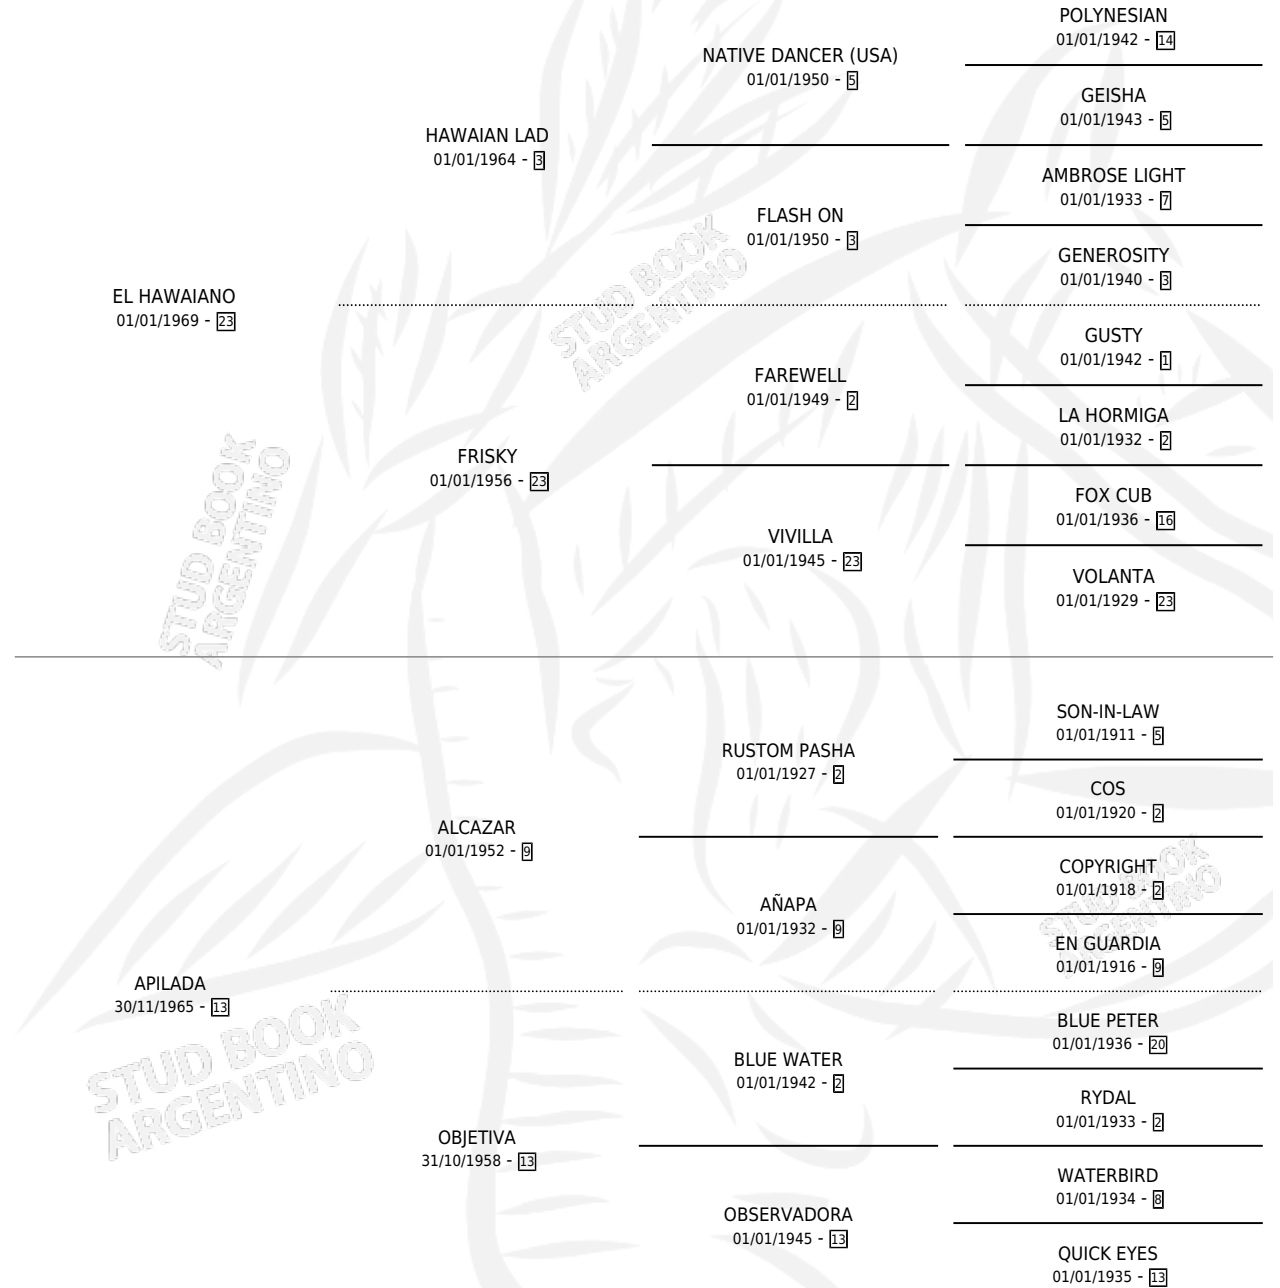 POLYNESIAN
01/01/1942 - 14
NATIVE DANCER (USA)
01/01/1950 - 5
GEISHA
01/01/1943 - 5
HAWAIAN LAD
01/01/1964 - 3
AMBROSE LIGHT
01/01/1933 - 7
FLASH ON
01/01/1950 - 3
GENEROSITY
01/01/1940 - 3
EL HAWAIANO
01/01/1969 - 23
GUSTY
01/01/1942 - 1
FAREWELL
01/01/1949 - 2
LA HORMIGA
01/01/1932 - 2
FRISKY
01/01/1956 - 23
FOX CUB
01/01/1936 - 16
VIVILLA
01/01/1945 - 23
VOLANTA
01/01/1929 - 23
SON-IN-LAW
01/01/1911 - 5
RUSTOM PASHA
01/01/1927 - 2
COS
01/01/1920 - 2
ALCAZAR
01/01/1952 - 9
COPYRIGHT
01/01/1918 - 2
AÑAPA
01/01/1932 - 9
EN GUARDIA
01/01/1916 - 9
APILADA
30/11/1965 - 13
BLUE PETER
01/01/1936 - 20
BLUE WATER
01/01/1942 - 2
RYDAL
01/01/1933 - 2
OBJETIVA
31/10/1958 - 13
WATERBIRD
01/01/1934 - 8
OBSERVADORA
01/01/1945 - 13
QUICK EYES
01/01/1935 - 13
STUD BOOK
ARGENTINO
STUD BOOK
ARGENTINO
STUD BOOK
ARGENTINO
STUD BOOK
ARGENTINO